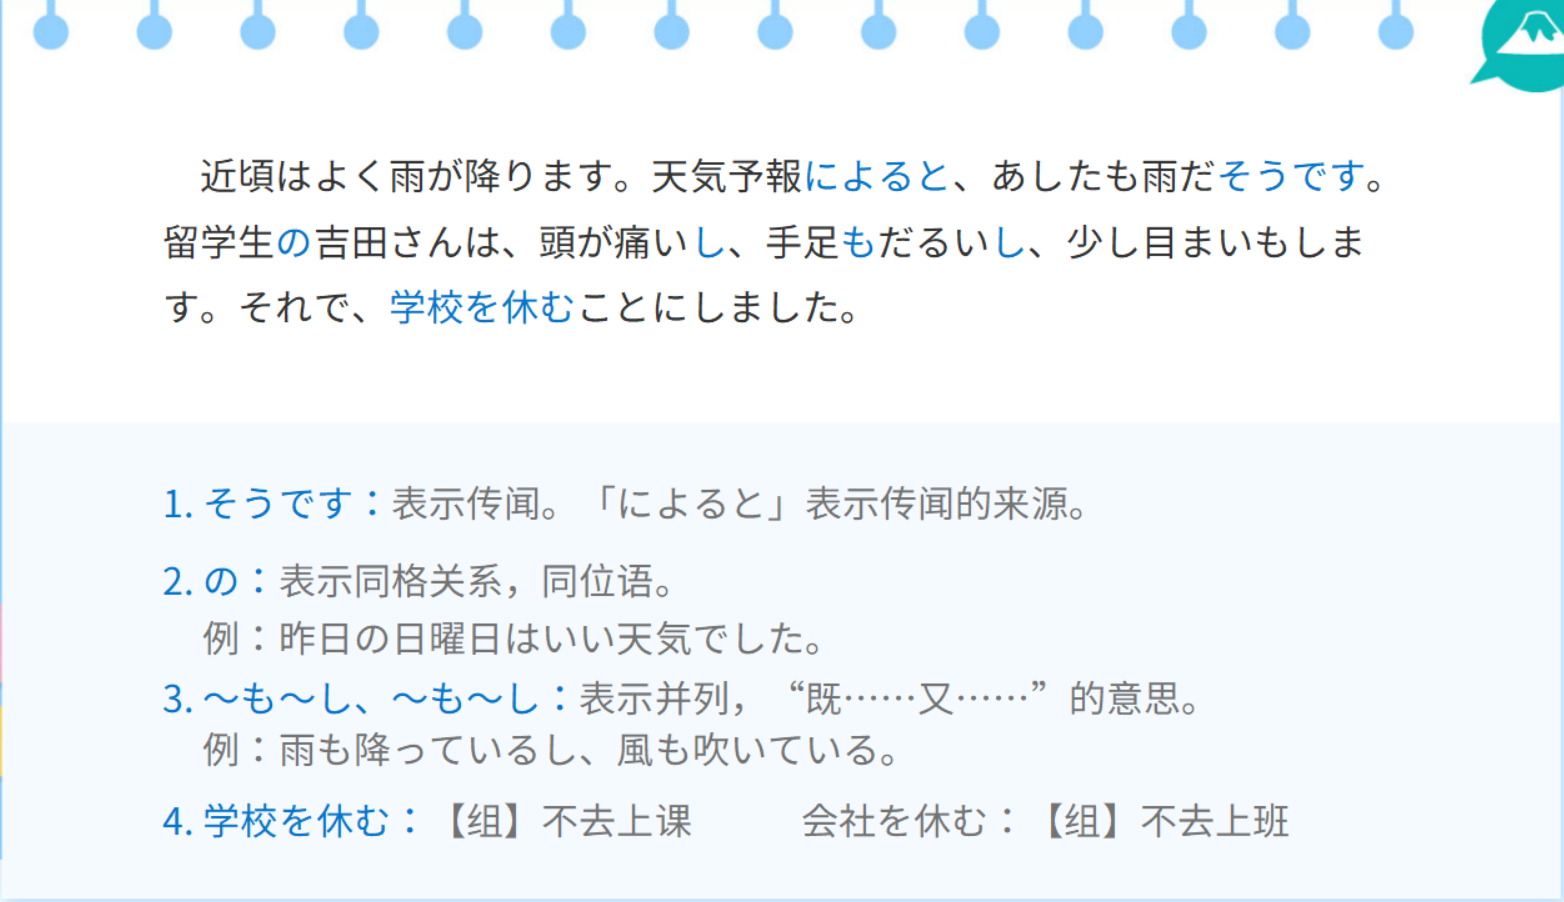 近頃はよく雨が降ります。天気予報によると、あしたも雨だそうです。
留学生の吉田さんは、頭が痛いし、手足もだるいし、少し目まいもしま
す。それで、学校を休むことにしました。
1. そうです：表示传闻。「によると」表示传闻的来源。
2. の：表示同格关系，同位语。
例：昨日の日曜日はいい天気でした。
3. ～も～し、～も～し：表示并列，“既……又……”的意思。
例：雨も降っているし、風も吹いている。
4. 学校を休む：【组】不去上课　　会社を休む：【组】不去上班